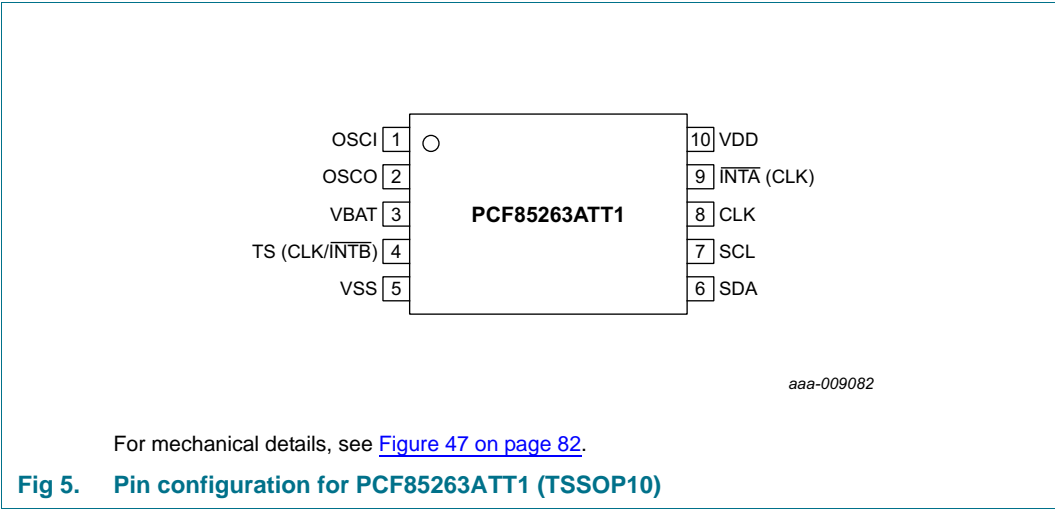 OSCI 1
OSCO 2
VBAT 3
TS (CLK/INTB) 4
VSS 5
PCF85263ATT1
10 VDD
9 INTA (CLK)
8 CLK
7 SCL
6 SDA
aaa-009082
For mechanical details, see Figure 47 on page 82.
Fig 5. Pin configuration for PCF85263ATT1 (TSSOP10)